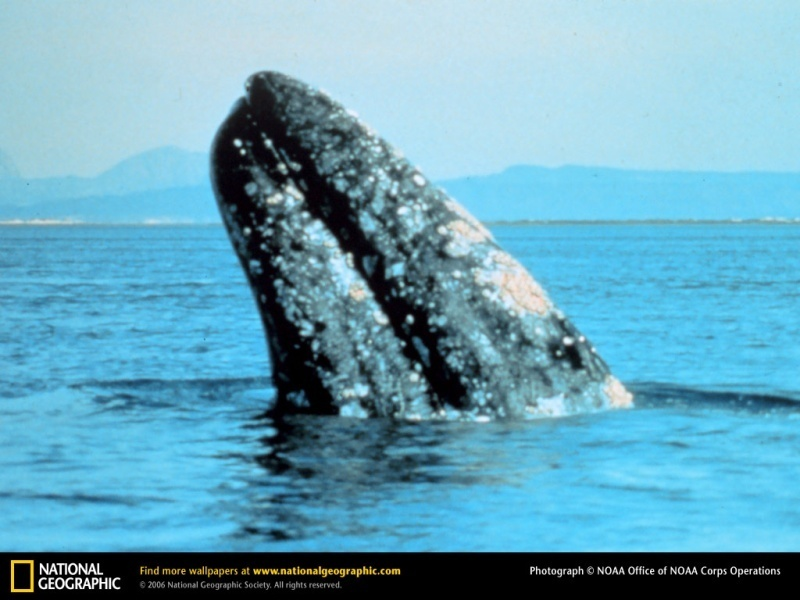 NATIONAL
GEOGRAPHIC
Find more wallpapers at www.nationalgeographic.com
© 2006 National Geographic Society. All rights reserved.
Photograph © NOAA Office of NOAA Corps Operations